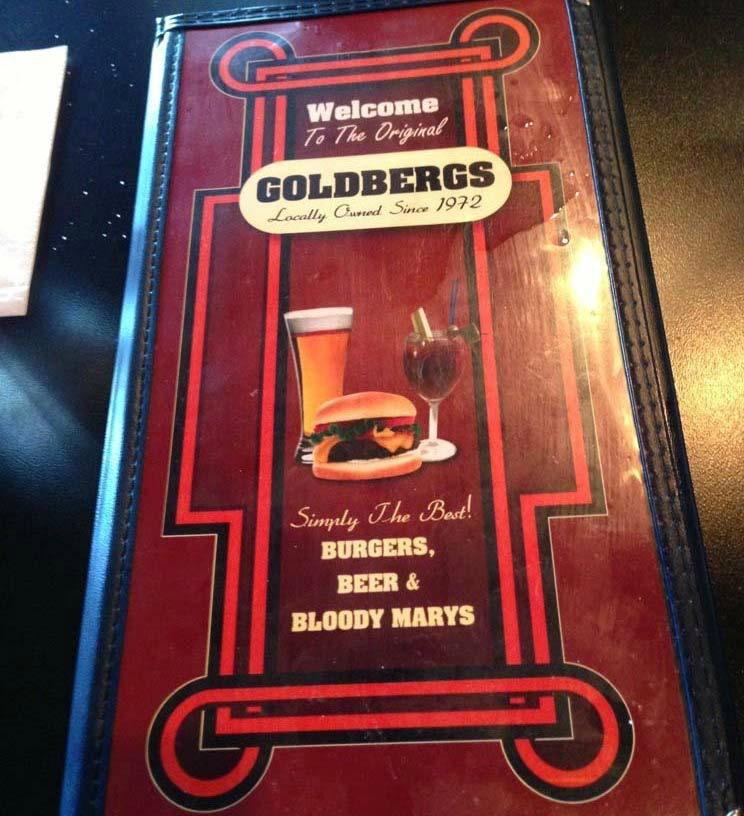 Welcome
To The Original
GOLDBERGS
Locally Owned Since 1972
Simply The Best!
BURGERS,
BEER &
BLOODY MARYS